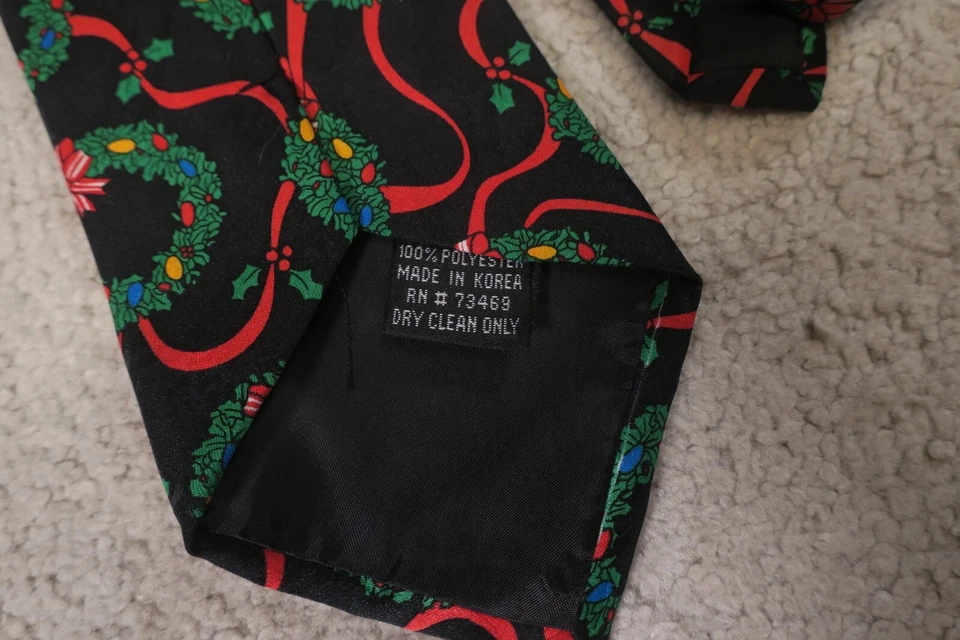 100% POLYESTER
MADE IN KOREA
RN # 73469
DRY CLEAN ONLY